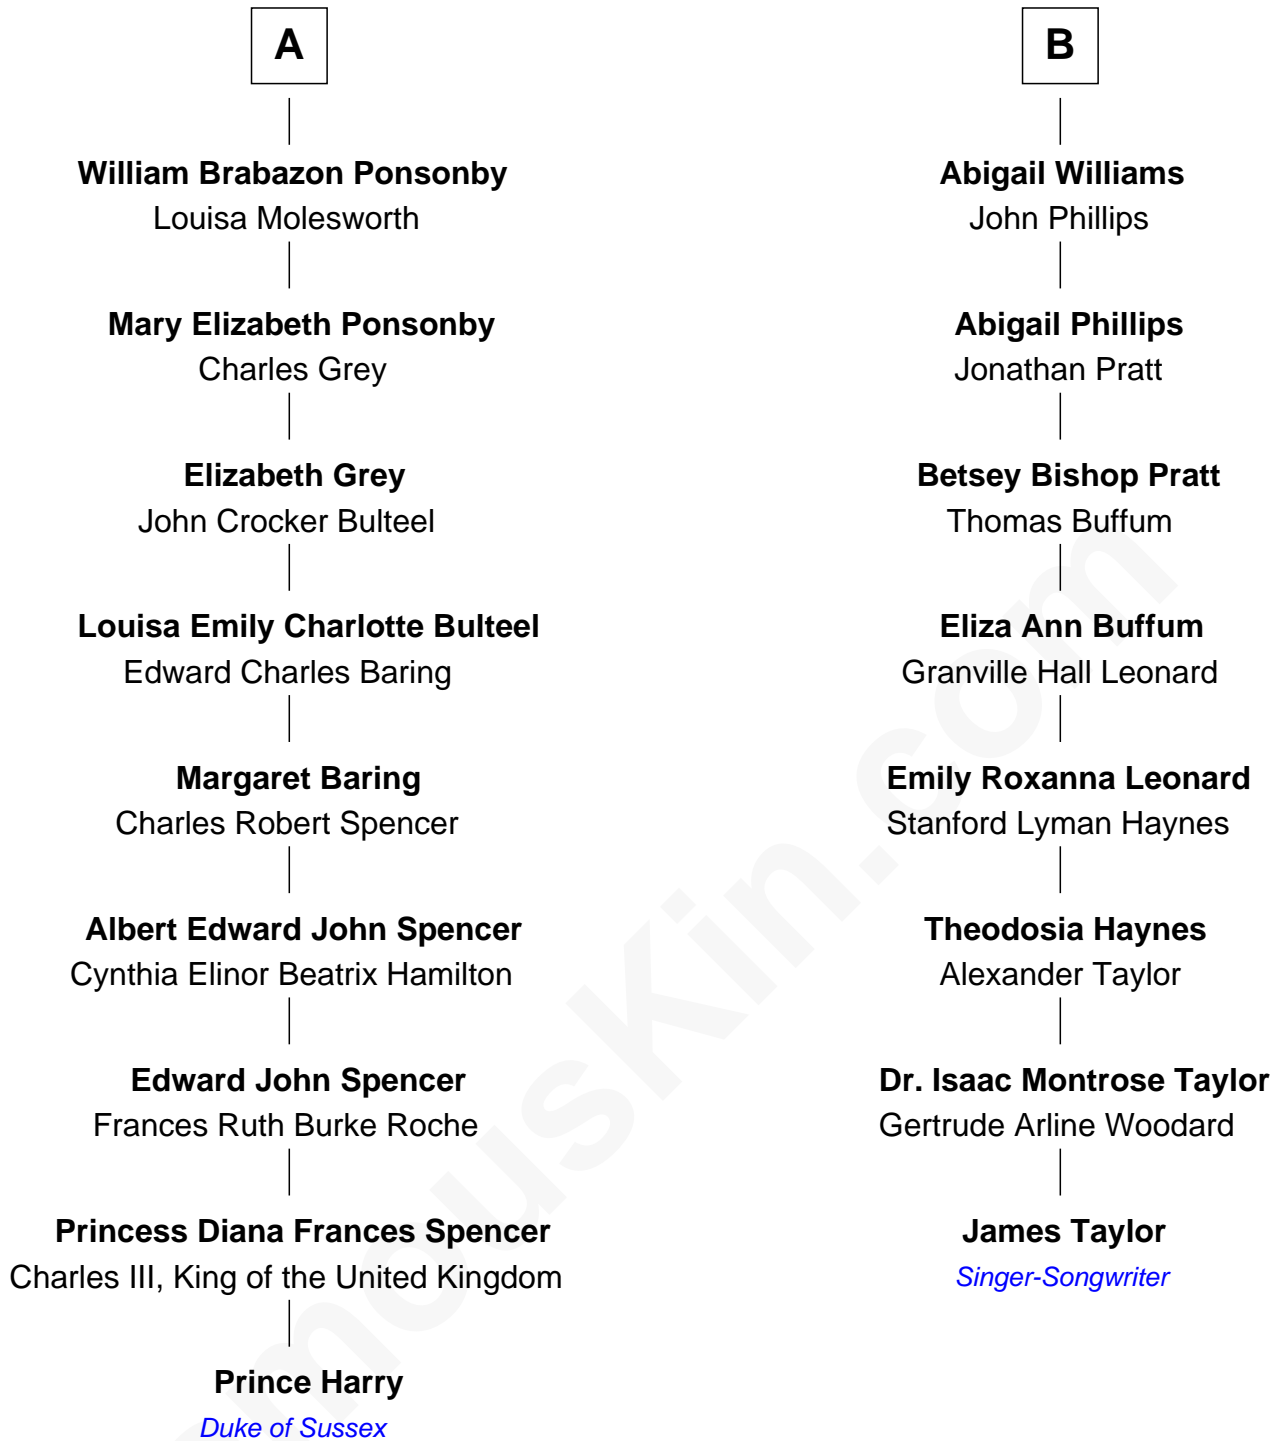 A
William Brabazon Ponsonby
Louisa Molesworth
Mary Elizabeth Ponsonby
Charles Grey
Elizabeth Grey
John Crocker Bulteel
Louisa Emily Charlotte Bulteel
Edward Charles Baring
Margaret Baring
Charles Robert Spencer
Albert Edward John Spencer
Cynthia Elinor Beatrix Hamilton
Edward John Spencer
Frances Ruth Burke Roche
Princess Diana Frances Spencer
Charles III, King of the United Kingdom
Prince Harry
Duke of Sussex
B
Abigail Williams
John Phillips
Abigail Phillips
Jonathan Pratt
Betsey Bishop Pratt
Thomas Buffum
Eliza Ann Buffum
Granville Hall Leonard
Emily Roxanna Leonard
Stanford Lyman Haynes
Theodosia Haynes
Alexander Taylor
Dr. Isaac Montrose Taylor
Gertrude Arline Woodard
James Taylor
Singer-Songwriter
mousKin.com